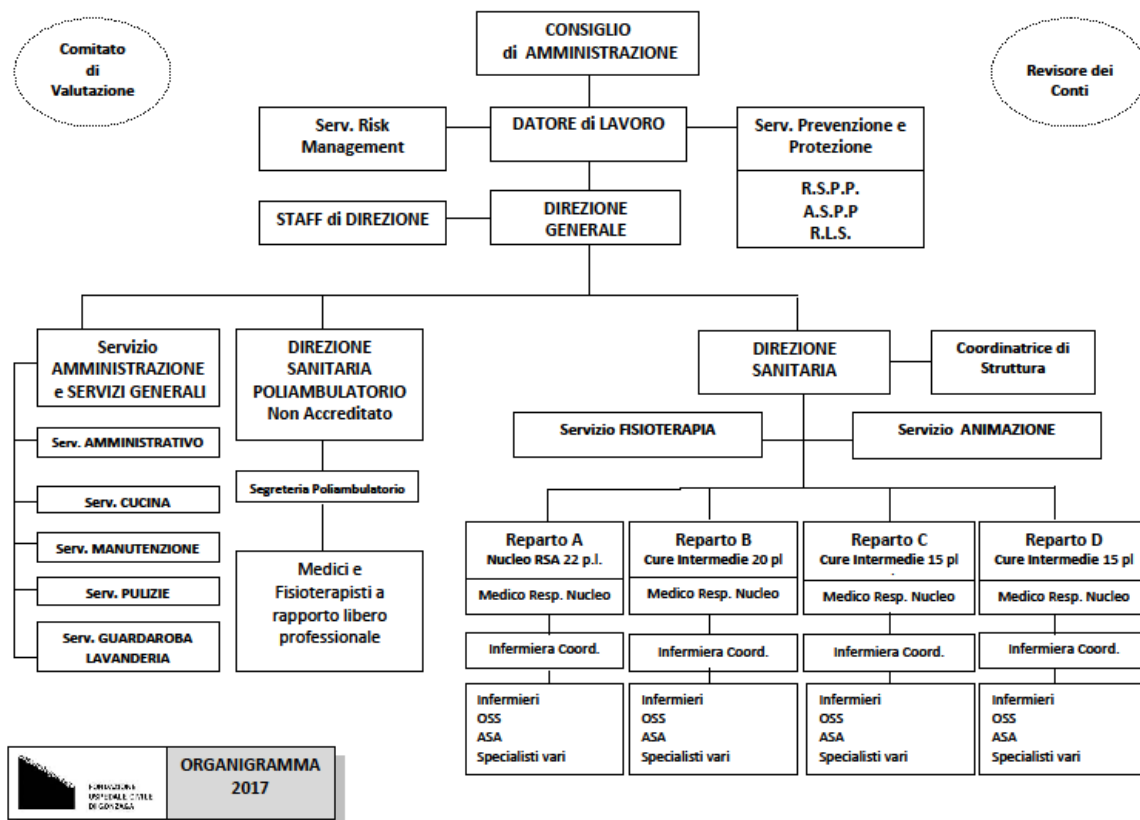 Comitato
di
Valutazione
CONSIGLIO
di AMMINISTRAZIONE
Revisore dei
Conti
Serv. Risk
Management
DATORE di LAVORO
Serv. Prevenzione e
Protezione
R.S.P.P.
A.S.P.P
R.L.S.
STAFF di DIREZIONE
DIREZIONE
GENERALE
Servizio
AMMINISTRAZIONE
e SERVIZI GENERALI
Serv. AMMINISTRATIVO
Serv. CUCINA
Serv. MANUTENZIONE
Serv. PULIZIE
Serv. GUARDAROBA
LAVANDERIA
DIREZIONE
SANITARIA
POLIAMBULATORIO
Non Accreditato
Segreteria Poliambulatorio
Medici e
Fisioterapisti a
rapporto libero
professionale
DIREZIONE
SANITARIA
Coordinatrice di
Struttura
Servizio FISIOTERAPIA
Servizio ANIMAZIONE
Reparto A
Nucleo RSA 22 p.l.
Medico Resp. Nucleo
Infermiera Coord.
Infermieri
OSS
ASA
Specialisti vari
Reparto B
Cure Intermedie 20 pl
Medico Resp. Nucleo
Infermiera Coord.
Infermieri
OSS
ASA
Specialisti vari
Reparto C
Cure Intermedie 15 pl
Medico Resp. Nucleo
Infermiera Coord.
Infermieri
OSS
ASA
Specialisti vari
Reparto D
Cure Intermedie 15 pl
Medico Resp. Nucleo
Infermiera Coord.
Infermieri
OSS
ASA
Specialisti vari
FONDAZIONE
OSPEDALE CIVILE
DI GONZAGA
ORGANIGRAMMA
2017